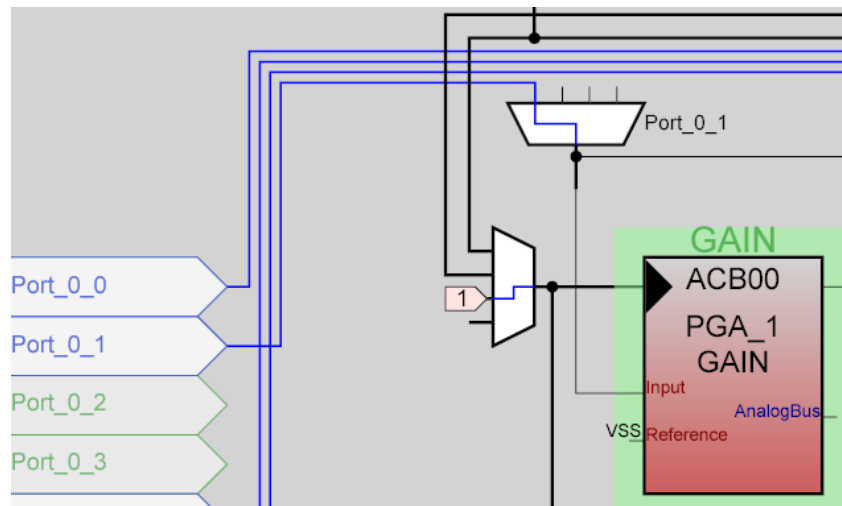 Port_0_1
GAIN
Port_0_0
ACB00
1
PGA_1
Port_0_1
GAIN
Input
Port_0_2
AnalogBus
VSS
Reference
Port_0_3